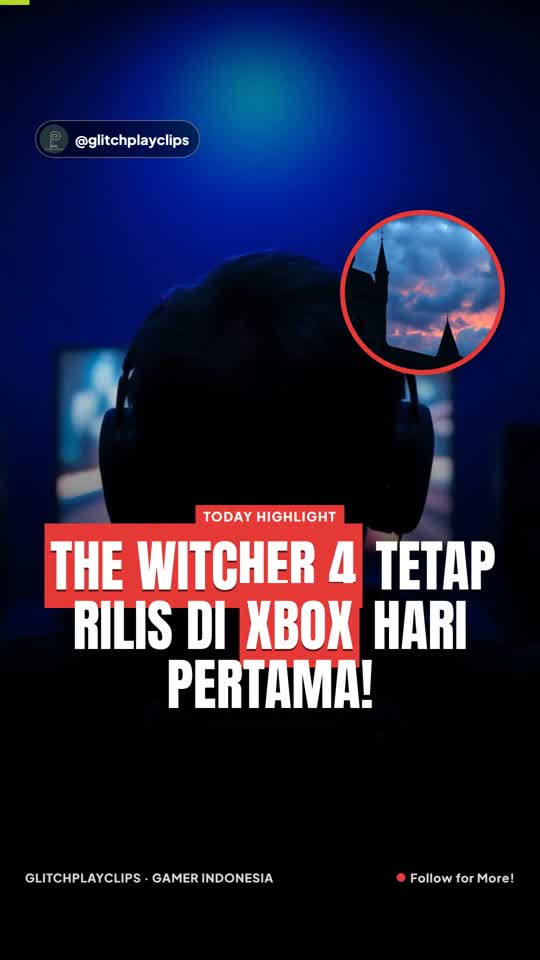 @glitchplayclips
TODAY HIGHLIGHT
THE WITCHER 4 TETAP
RILIS DI XBOX HARI
PERTAMA!
GLITCHPLAYCLIPS · GAMER INDONESIA
Follow for More!